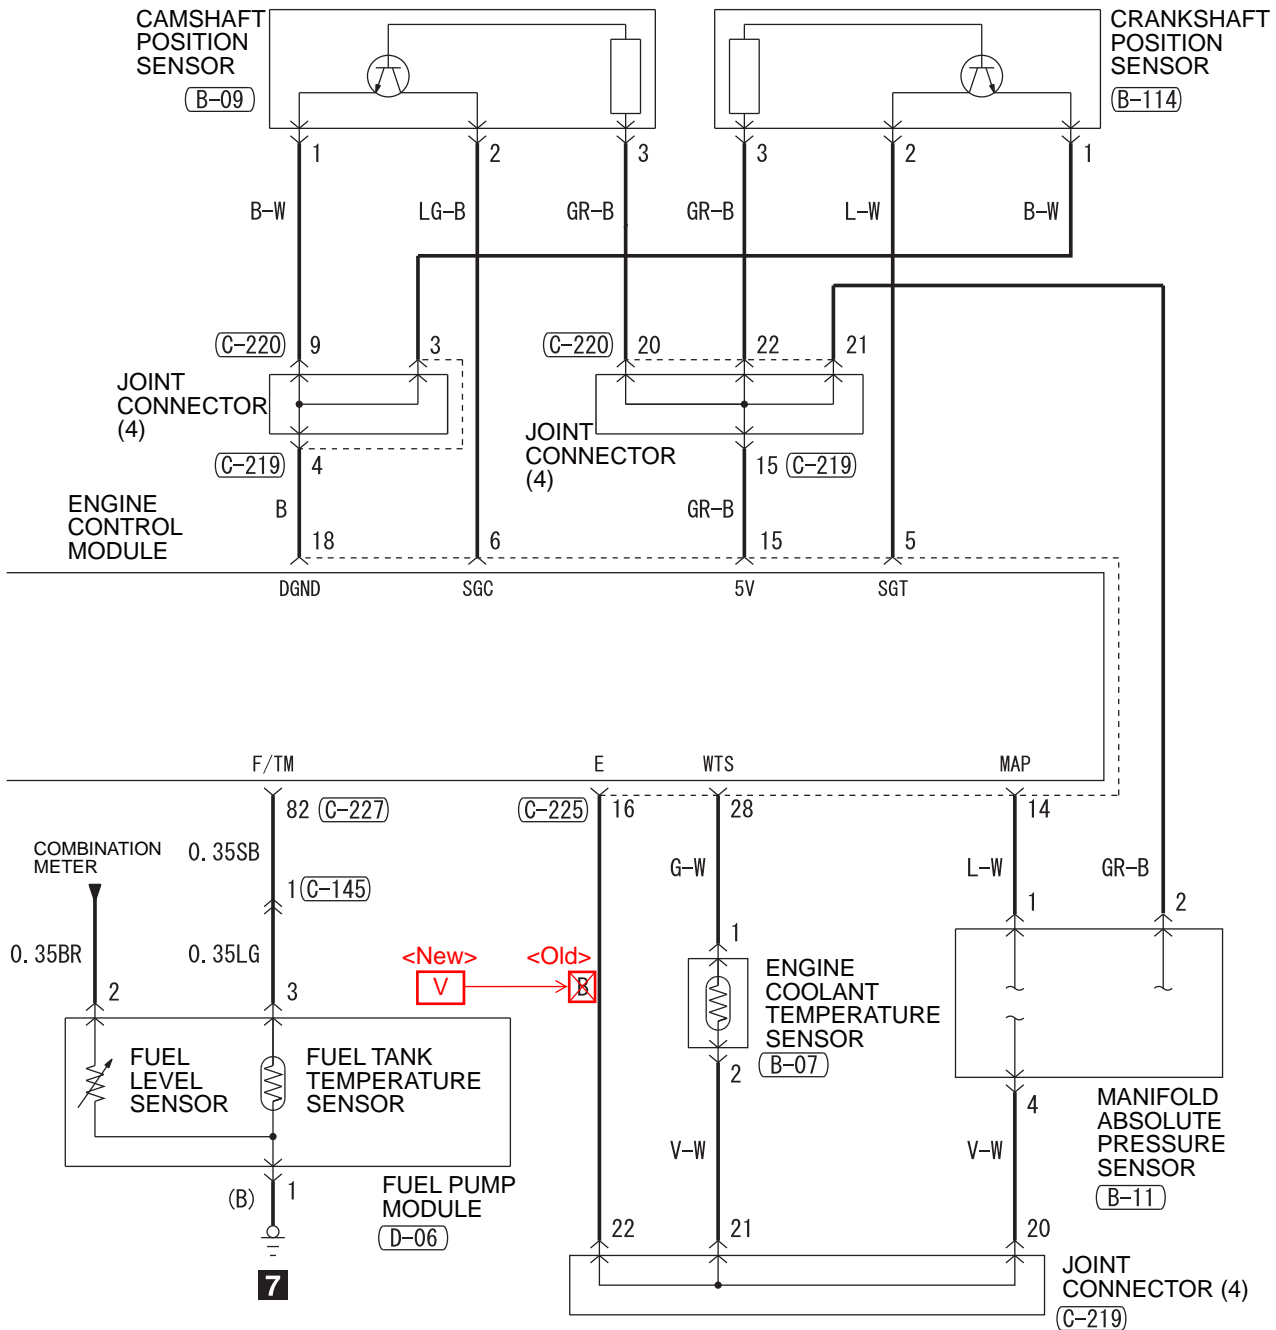 CAMSHAFT
POSITION
SENSOR
B-09
CRANKSHAFT
POSITION
SENSOR
B-114
1
2
3
3
2
1
B-W
LG-B
GR-B
GR-B
L-W
B-W
C-220
9
3
C-220
20
22
21
JOINT
CONNECTOR
(4)
JOINT
CONNECTOR
(4)
C-219
4
15
C-219
B
GR-B
ENGINE
CONTROL
MODULE
18
6
15
5
DGND
SGC
5V
SGT
F/TM
E
WTS
MAP
82
C-227
C-225
16
28
14
COMBINATION
METER
0.35SB
1
C-145
G-W
L-W
GR-B
0.35BR
0.35LG
<New>
<Old>
V
B
1
1
2
2
3
ENGINE
COOLANT
TEMPERATURE
SENSOR
B-07
2
FUEL
LEVEL
SENSOR
FUEL TANK
TEMPERATURE
SENSOR
4
MANIFOLD
ABSOLUTE
PRESSURE
SENSOR
B-11
V-W
V-W
(B)
1
FUEL PUMP
MODULE
D-06
22
21
20
7
JOINT
CONNECTOR (4)
C-219